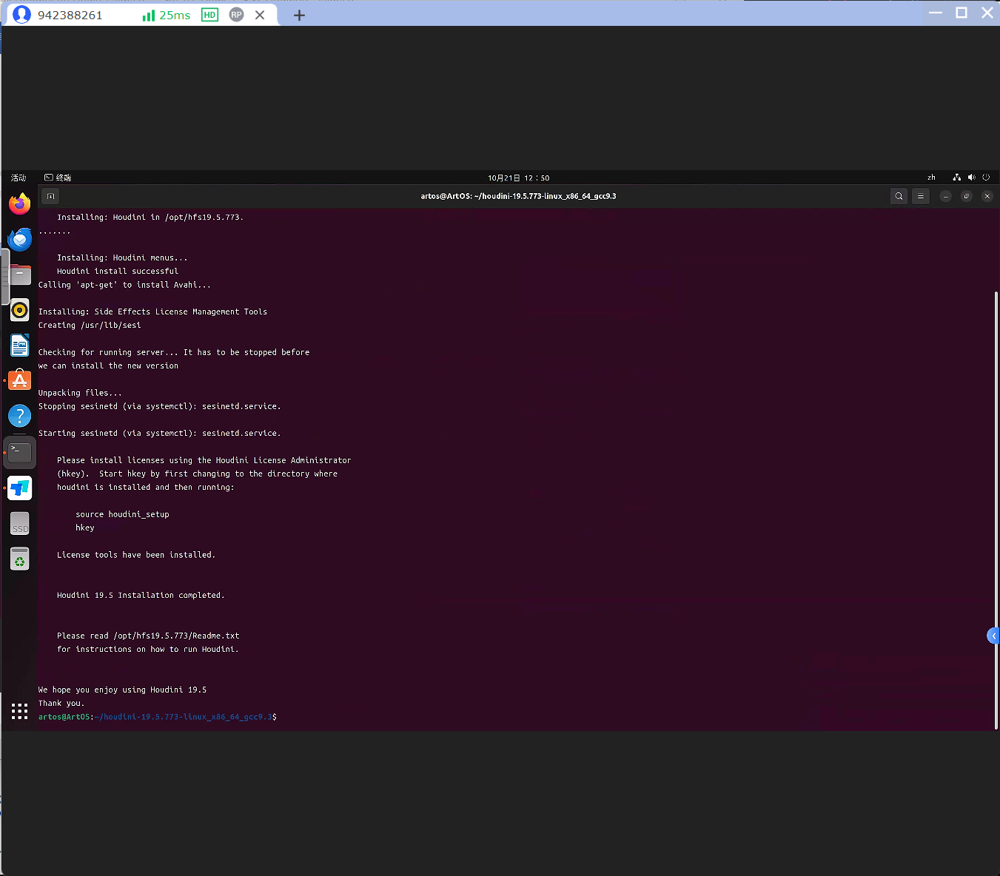 942388261 25ms HD RP
活动 终端 10月21日 12：50 zh
artos@ArtOS: ~/houdini-19.5.773-linux_x86_64_gcc9.3
Installing: Houdini in /opt/hfs19.5.773.
.......
Installing: Houdini menus...
Houdini install successful
Calling 'apt-get' to install Avahi...
Installing: Side Effects License Management Tools
Creating /usr/lib/sesi
Checking for running server... It has to be stopped before
we can install the new version
Unpacking files...
Stopping sesinetd (via systemctl): sesinetd.service.
Starting sesinetd (via systemctl): sesinetd.service.
Please install licenses using the Houdini License Administrator
(hkey).  Start hkey by first changing to the directory where
houdini is installed and then running:
source houdini_setup
hkey
License tools have been installed.
Houdini 19.5 Installation completed.
Please read /opt/hfs19.5.773/Readme.txt
for instructions on how to run Houdini.
We hope you enjoy using Houdini 19.5
Thank you.
artos@ArtOS:~/houdini-19.5.773-linux_x86_64_gcc9.3$
SSD